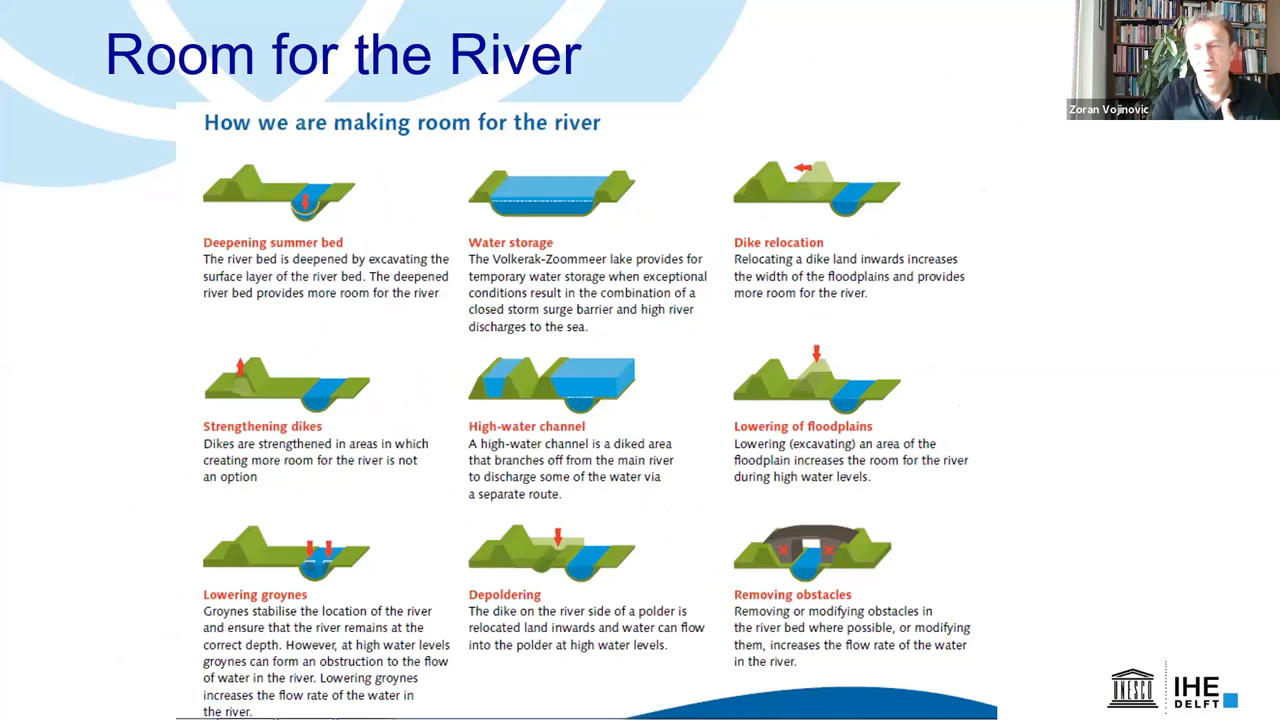 Room for the River
Zoran Vojinovic
How we are making room for the river
Deepening summer bed
The river bed is deepened by excavating the
surface layer of the river bed. The deepened
river bed provides more room for the river
Water storage
The Volkerak-Zoommeer lake provides for
temporary water storage when exceptional
conditions result in the combination of a
closed storm surge barrier and high river
discharges to the sea.
Dike relocation
Relocating a dike land inwards increases
the width of the floodplains and provides
more room for the river.
Strengthening dikes
Dikes are strengthened in areas in which
creating more room for the river is not
an option
High-water channel
A high-water channel is a diked area
that branches off from the main river
to discharge some of the water via
a separate route.
Lowering of floodplains
Lowering (excavating) an area of the
floodplain increases the room for the river
during high water levels.
Lowering groynes
Groynes stabilise the location of the river
and ensure that the river remains at the
correct depth. However, at high water levels
groynes can form an obstruction to the flow
of water in the river. Lowering groynes
increases the flow rate of the water in
the river.
Depoldering
The dike on the river side of a polder is
relocated land inwards and water can flow
into the polder at high water levels.
Removing obstacles
Removing or modifying obstacles in
the river bed where possible, or modifying
them, increases the flow rate of the water
in the river.
UNESCO
IHE
DELFT